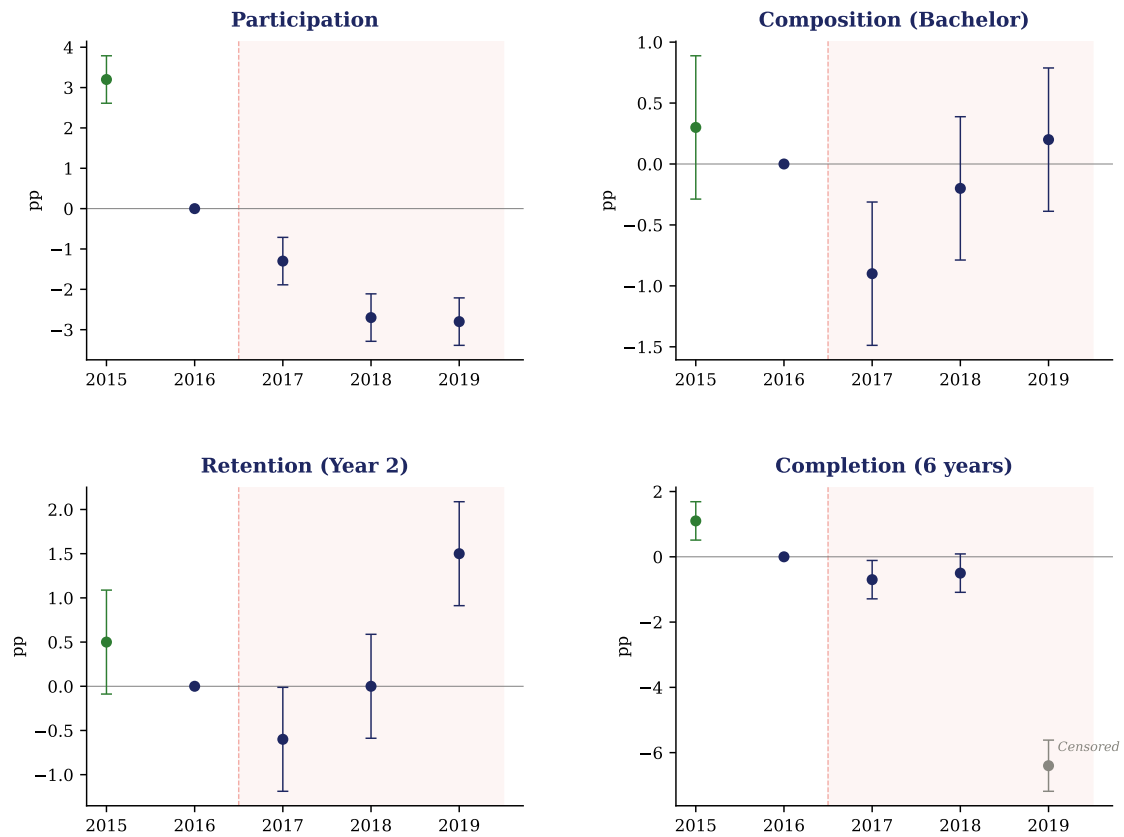 Participation
pp
4
3
2
1
0
−1
−2
−3
2015 2016 2017 2018 2019
Composition (Bachelor)
pp
1.0
0.5
0.0
−0.5
−1.0
−1.5
2015 2016 2017 2018 2019
Retention (Year 2)
pp
2.0
1.5
1.0
0.5
0.0
−0.5
−1.0
2015 2016 2017 2018 2019
Completion (6 years)
pp
2
0
−2
−4
−6
Censored
2015 2016 2017 2018 2019